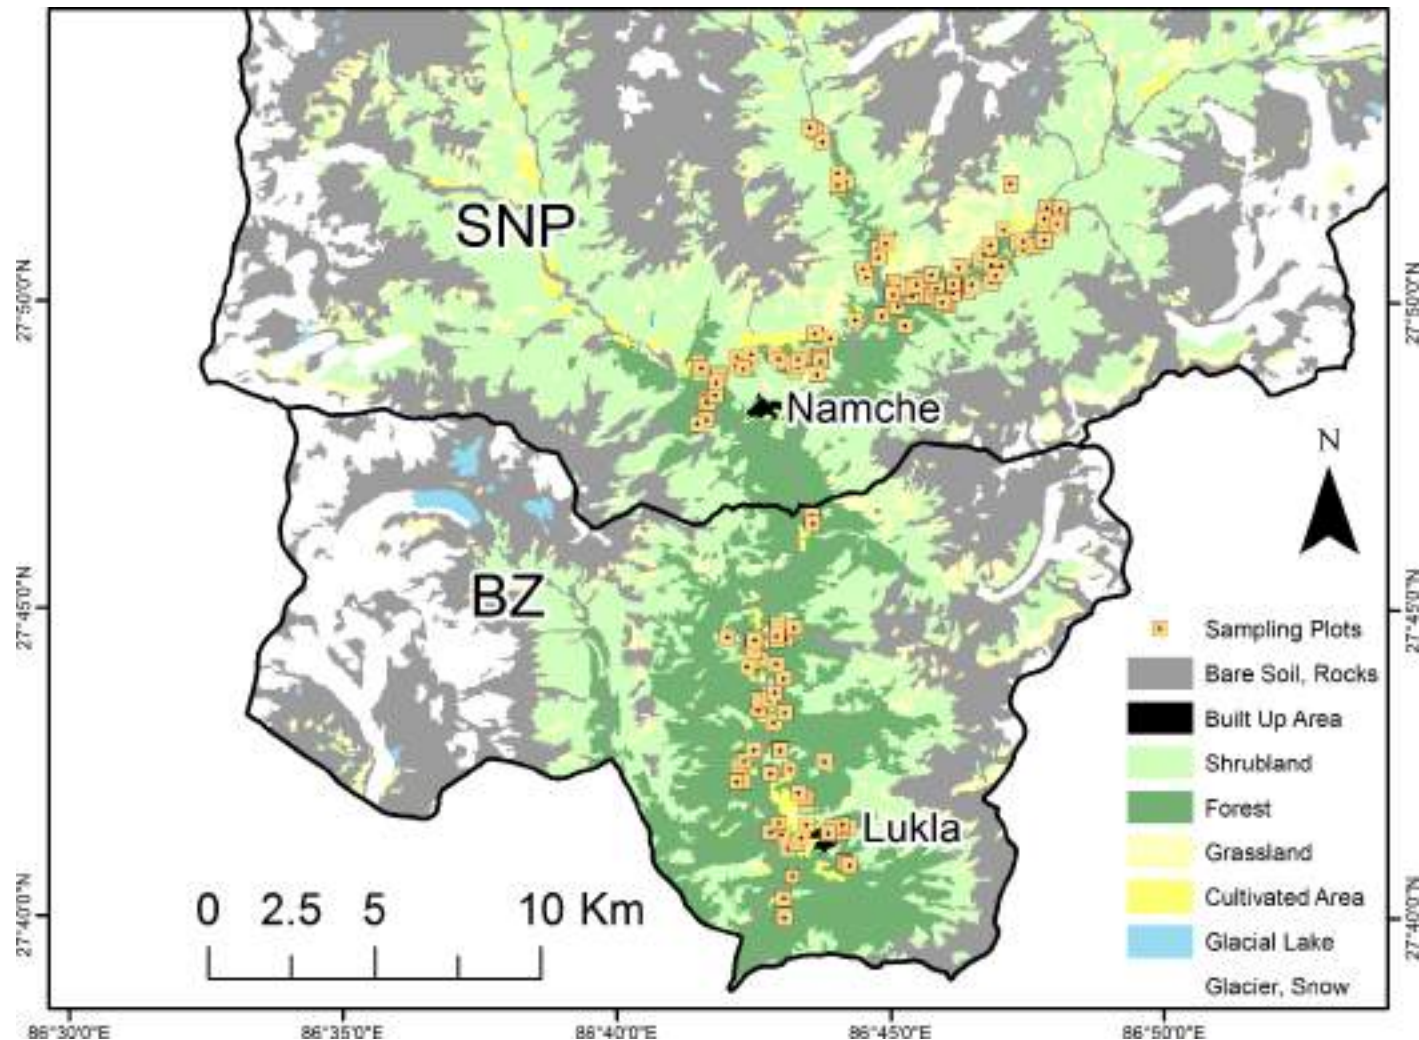 SNP
27°50'0"N
27°50'0"N
Namche
N
BZ
27°45'0"N
27°45'0"N
Sampling Plots
Bare Soil, Rocks
Built Up Area
Shrubland
Forest
Grassland
Cultivated Area
Glacial Lake
Glacier, Snow
Lukla
0 2.5 5 10 Km
27°40'0"N
27°40'0"N
86°30'0"E 86°35'0"E 86°40'0"E 86°45'0"E 86°50'0"E